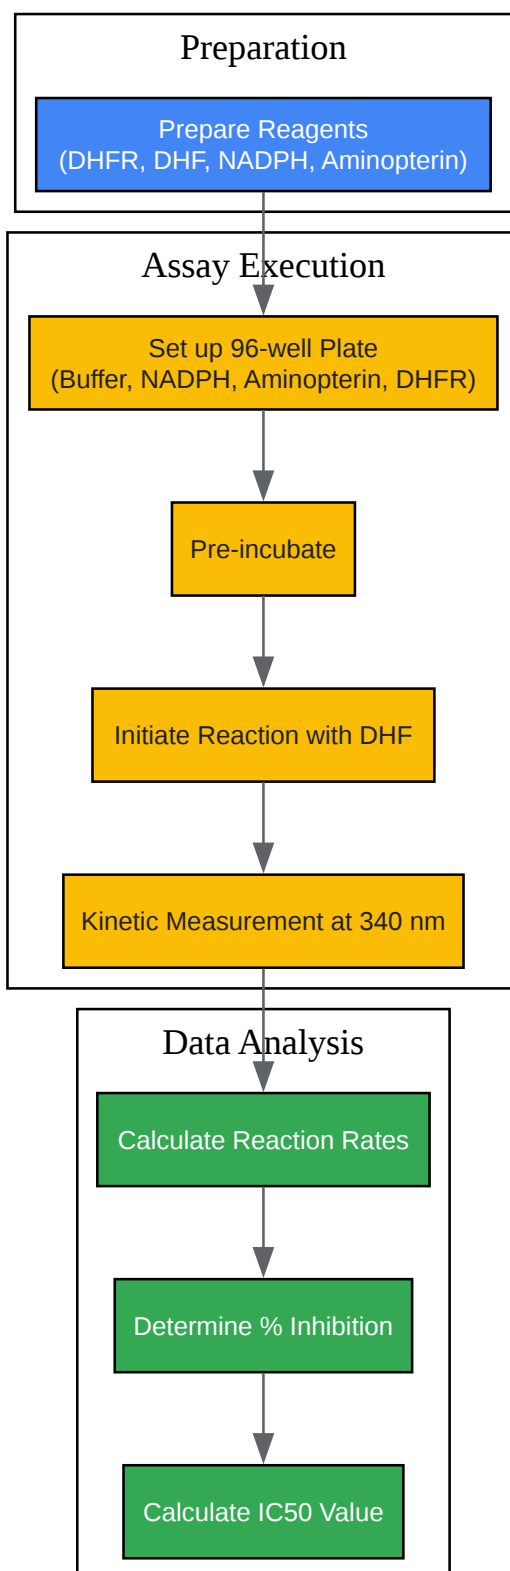 Preparation
Prepare Reagents
(DHFR, DHF, NADPH, Aminopterin)
Assay Execution
Set up 96-well Plate
(Buffer, NADPH, Aminopterin, DHFR)
Pre-incubate
Initiate Reaction with DHF
Kinetic Measurement at 340 nm
Data Analysis
Calculate Reaction Rates
Determine % Inhibition
Calculate IC50 Value